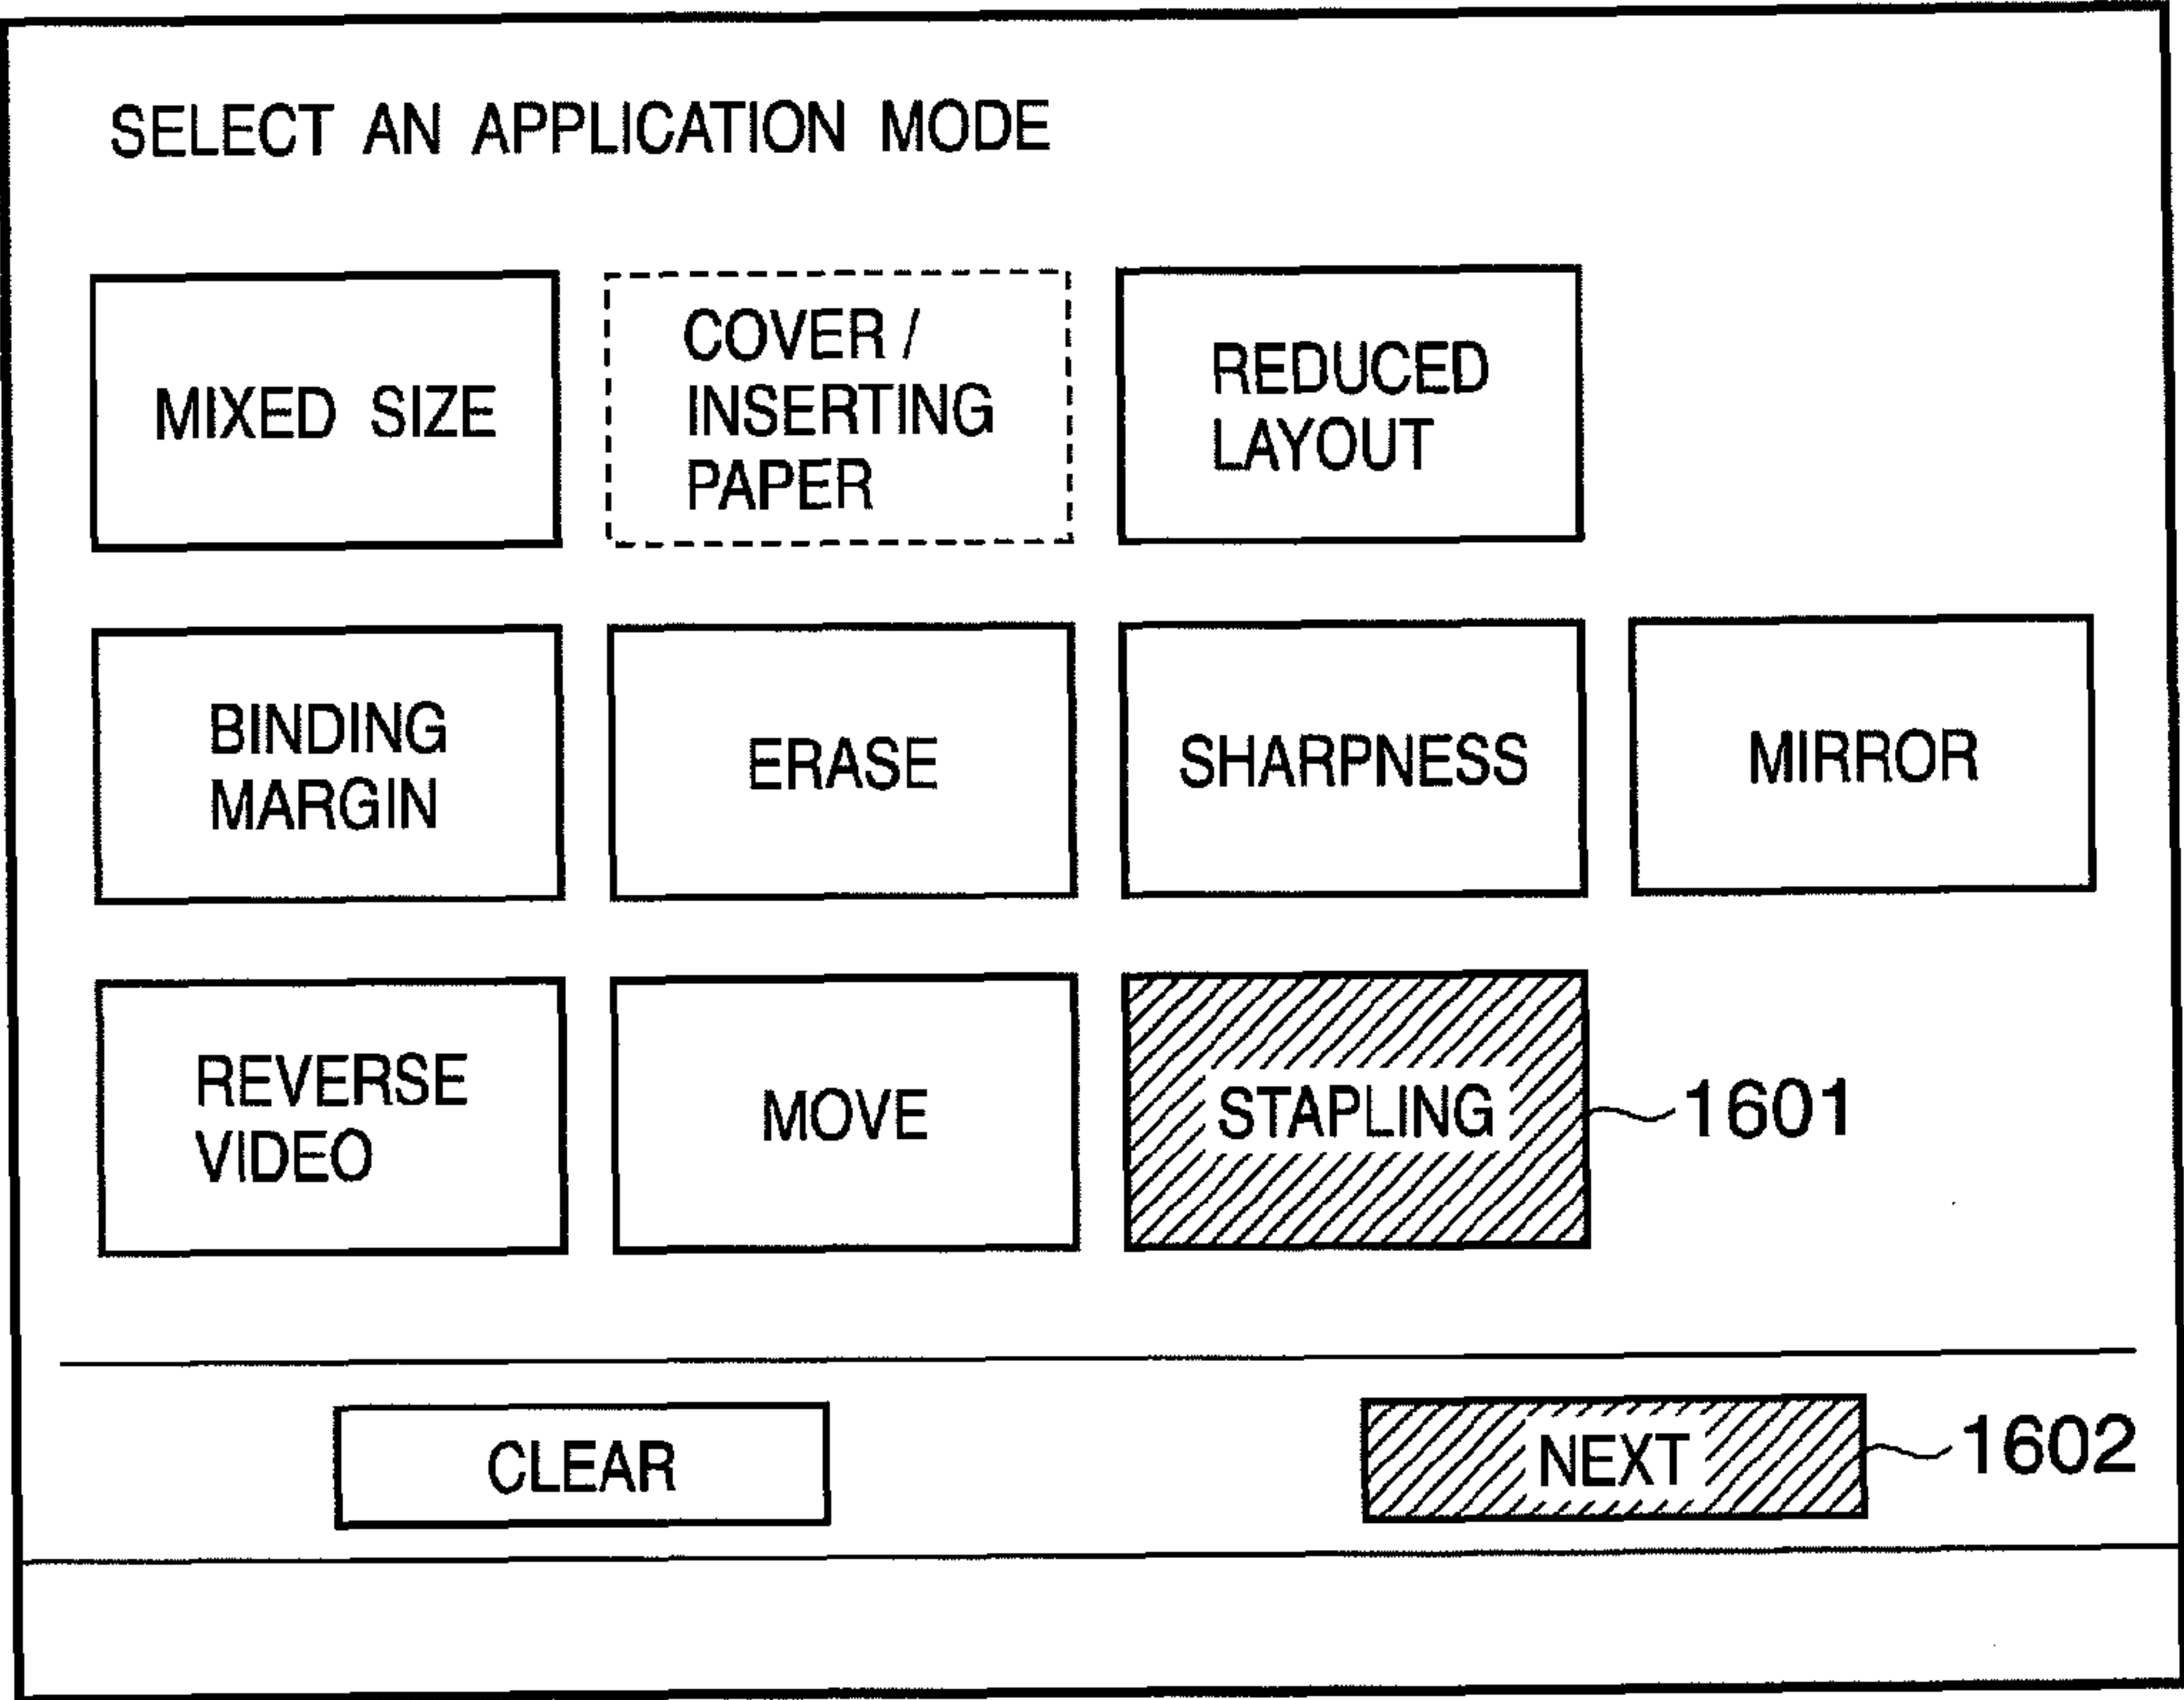 SELECT AN APPLICATION MODE
MIXED SIZE
COVER /
INSERTING
PAPER
REDUCED
LAYOUT
BINDING
MARGIN
ERASE
SHARPNESS
MIRROR
REVERSE
VIDEO
MOVE
STAPLING
1601
CLEAR
NEXT
1602